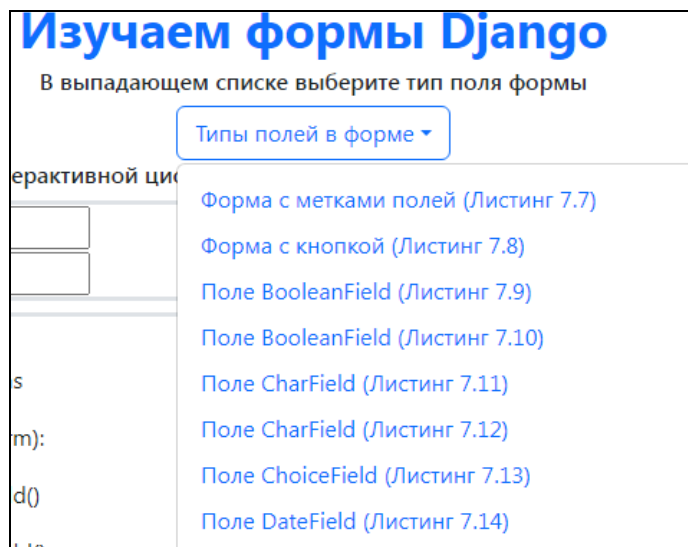 Изучаем формы Django
В выпадающем списке выберите тип поля формы
Типы полей в форме
ерактивной ци
Форма с метками полей (Листинг 7.7)
Форма с кнопкой (Листинг 7.8)
Поле BooleanField (Листинг 7.9)
Поле BooleanField (Листинг 7.10)
s
Поле CharField (Листинг 7.11)
m):
Поле CharField (Листинг 7.12)
Поле ChoiceField (Листинг 7.13)
d()
Поле DateField (Листинг 7.14)